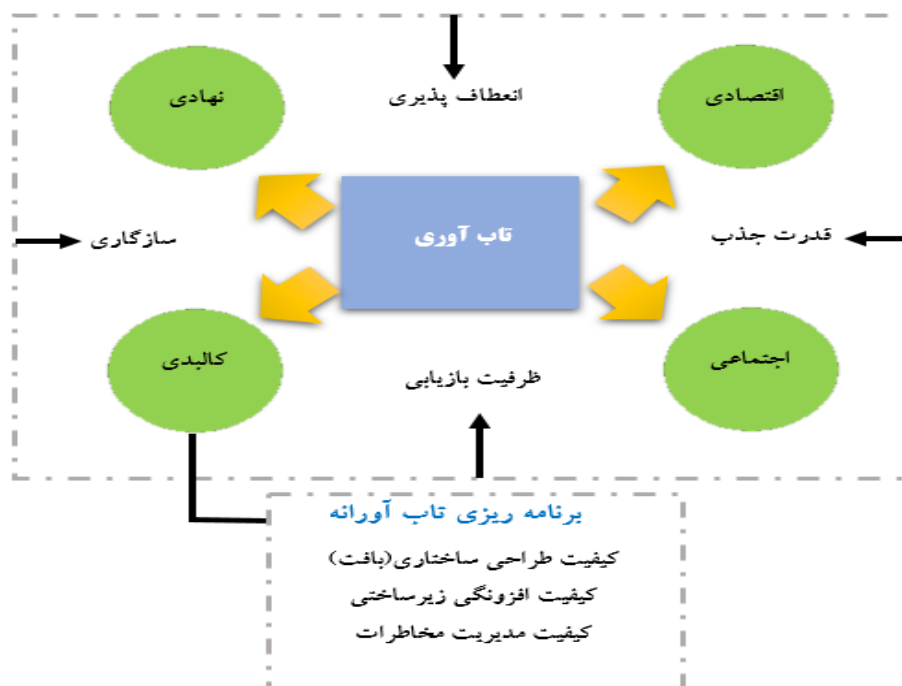 اقتصادی
انعطاف پذیری
نهادی
تاب آوری
قدرت جذب
سازگاری
اجتماعی
ظرفیت بازیابی
کالبدی
برنامه ریزی تاب آورانه
کیفیت طراحی ساختاری(بافت)
کیفیت افزونگی زیرساختی
کیفیت مدیریت مخاطرات